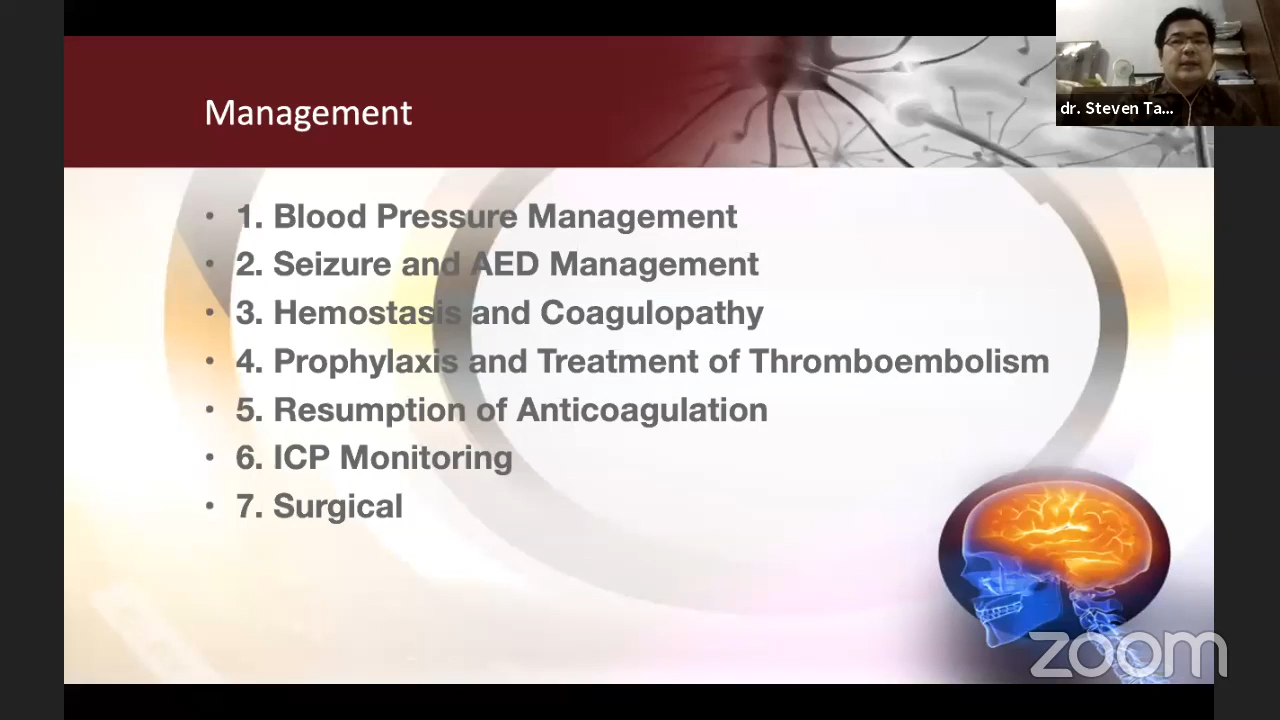 Management
dr. Steven Ta...
• 1. Blood Pressure Management
• 2. Seizure and AED Management
• 3. Hemostasis and Coagulopathy
• 4. Prophylaxis and Treatment of Thromboembolism
• 5. Resumption of Anticoagulation
• 6. ICP Monitoring
• 7. Surgical
zoom